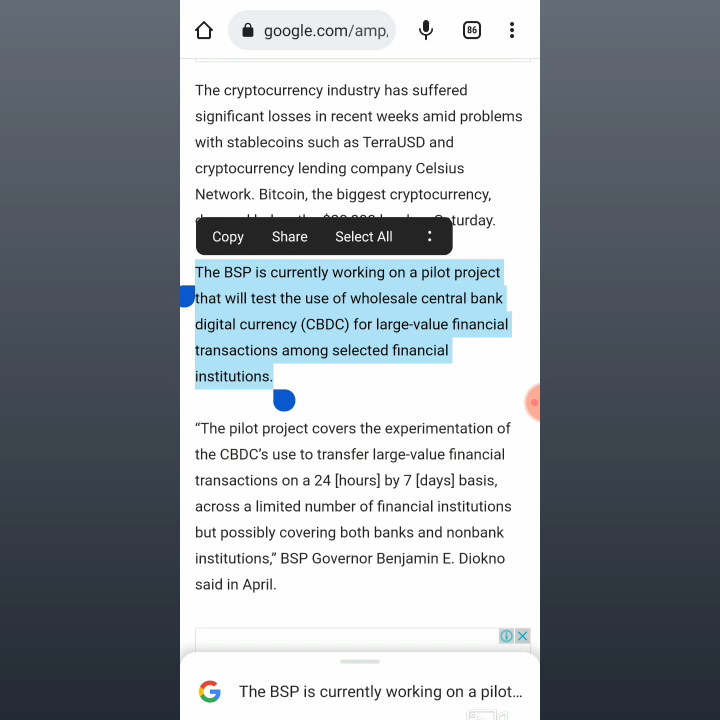 google.com/amp
86
The cryptocurrency industry has suffered
significant losses in recent weeks amid problems
with stablecoins such as TerraUSD and
cryptocurrency lending company Celsius
Network. Bitcoin, the biggest cryptocurrency,
Copy Share Select All
The BSP is currently working on a pilot project
that will test the use of wholesale central bank
digital currency (CBDC) for large-value financial
transactions among selected financial
institutions.
“The pilot project covers the experimentation of
the CBDC’s use to transfer large-value financial
transactions on a 24 [hours] by 7 [days] basis,
across a limited number of financial institutions
but possibly covering both banks and nonbank
institutions,” BSP Governor Benjamin E. Diokno
said in April.
The BSP is currently working on a pilot...